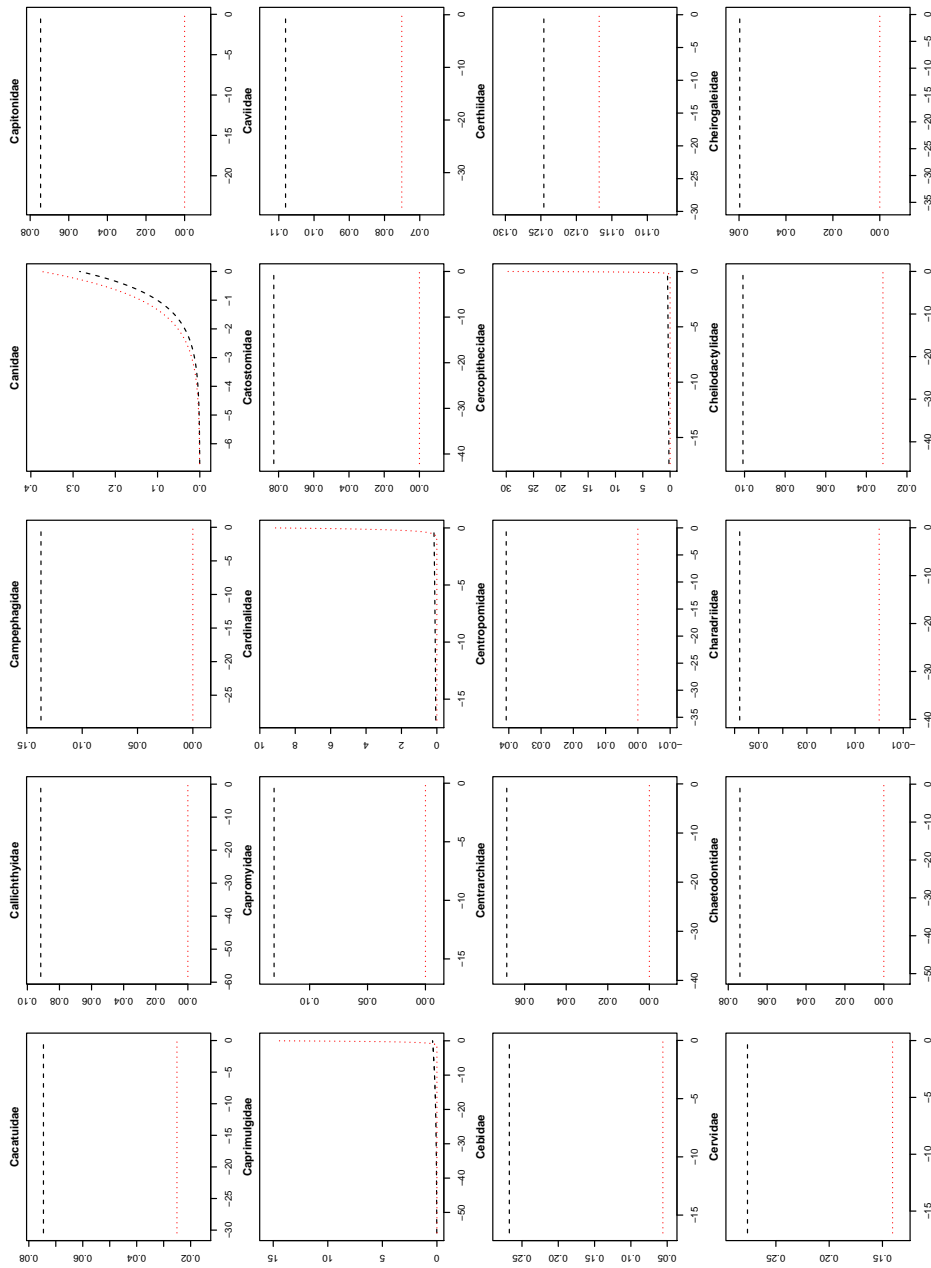 Cacatuidae
0.02 0.04 0.06 0.08
−30 −25 −20 −15 −10 −5 0
Callichthyidae
0.00 0.02 0.04 0.06 0.08 0.10
−60 −50 −40 −30 −20 −10 0
Campephagidae
0.00 0.05 0.10 0.15
−25 −20 −15 −10 −5 0
Canidae
0.0 0.1 0.2 0.3 0.4
−6 −5 −4 −3 −2 −1 0
Capitonidae
0.00 0.02 0.04 0.06 0.08
−20 −15 −10 −5 0
Caprimulgidae
0 5 10 15
−50 −40 −30 −20 −10 0
Capromyidae
0.00 0.05 0.10
−15 −10 −5 0
Cardinalidae
0 2 4 6 8 10
−15 −10 −5 0
Catostomidae
0.00 0.02 0.04 0.06 0.08
−40 −30 −20 −10 0
Caviidae
0.07 0.08 0.09 0.10 0.11
−30 −20 −10 0
Cebidae
0.05 0.10 0.15 0.20 0.25
−15 −10 −5 0
Centrarchidae
0.00 0.02 0.04 0.06
−40 −30 −20 −10 0
Centropomidae
−0.01 0.00 0.01 0.02 0.03 0.04
−35 −30 −25 −20 −15 −10 −5 0
Cercopithecidae
0 5 10 15 20 25 30
−15 −10 −5 0
Certhiidae
0.110 0.115 0.120 0.125 0.130
−30 −25 −20 −15 −10 −5 0
Cervidae
0.15 0.20 0.25
−15 −10 −5 0
Chaetodontidae
0.00 0.02 0.04 0.06 0.08
−50 −40 −30 −20 −10 0
Charadriidae
−0.01 0.01 0.03 0.05
−40 −30 −20 −10 0
Cheilodactylidae
0.02 0.04 0.06 0.08 0.10
−40 −30 −20 −10 0
Cheirogaleidae
0.00 0.02 0.04 0.06
−35 −30 −25 −20 −15 −10 −5 0